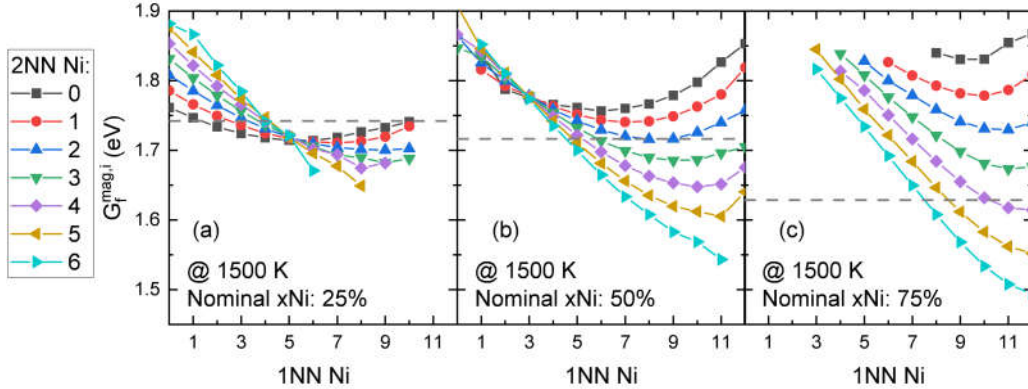 2NN Ni:
0
1
2
3
4
5
6
G_f^mag,i (eV)
1.9
1.8
1.7
1.6
1.5
(a)
@ 1500 K
Nominal xNi: 25%
(b)
@ 1500 K
Nominal xNi: 50%
(c)
@ 1500 K
Nominal xNi: 75%
1 3 5 7 9 11
1 3 5 7 9 11
1 3 5 7 9 11
1NN Ni
1NN Ni
1NN Ni